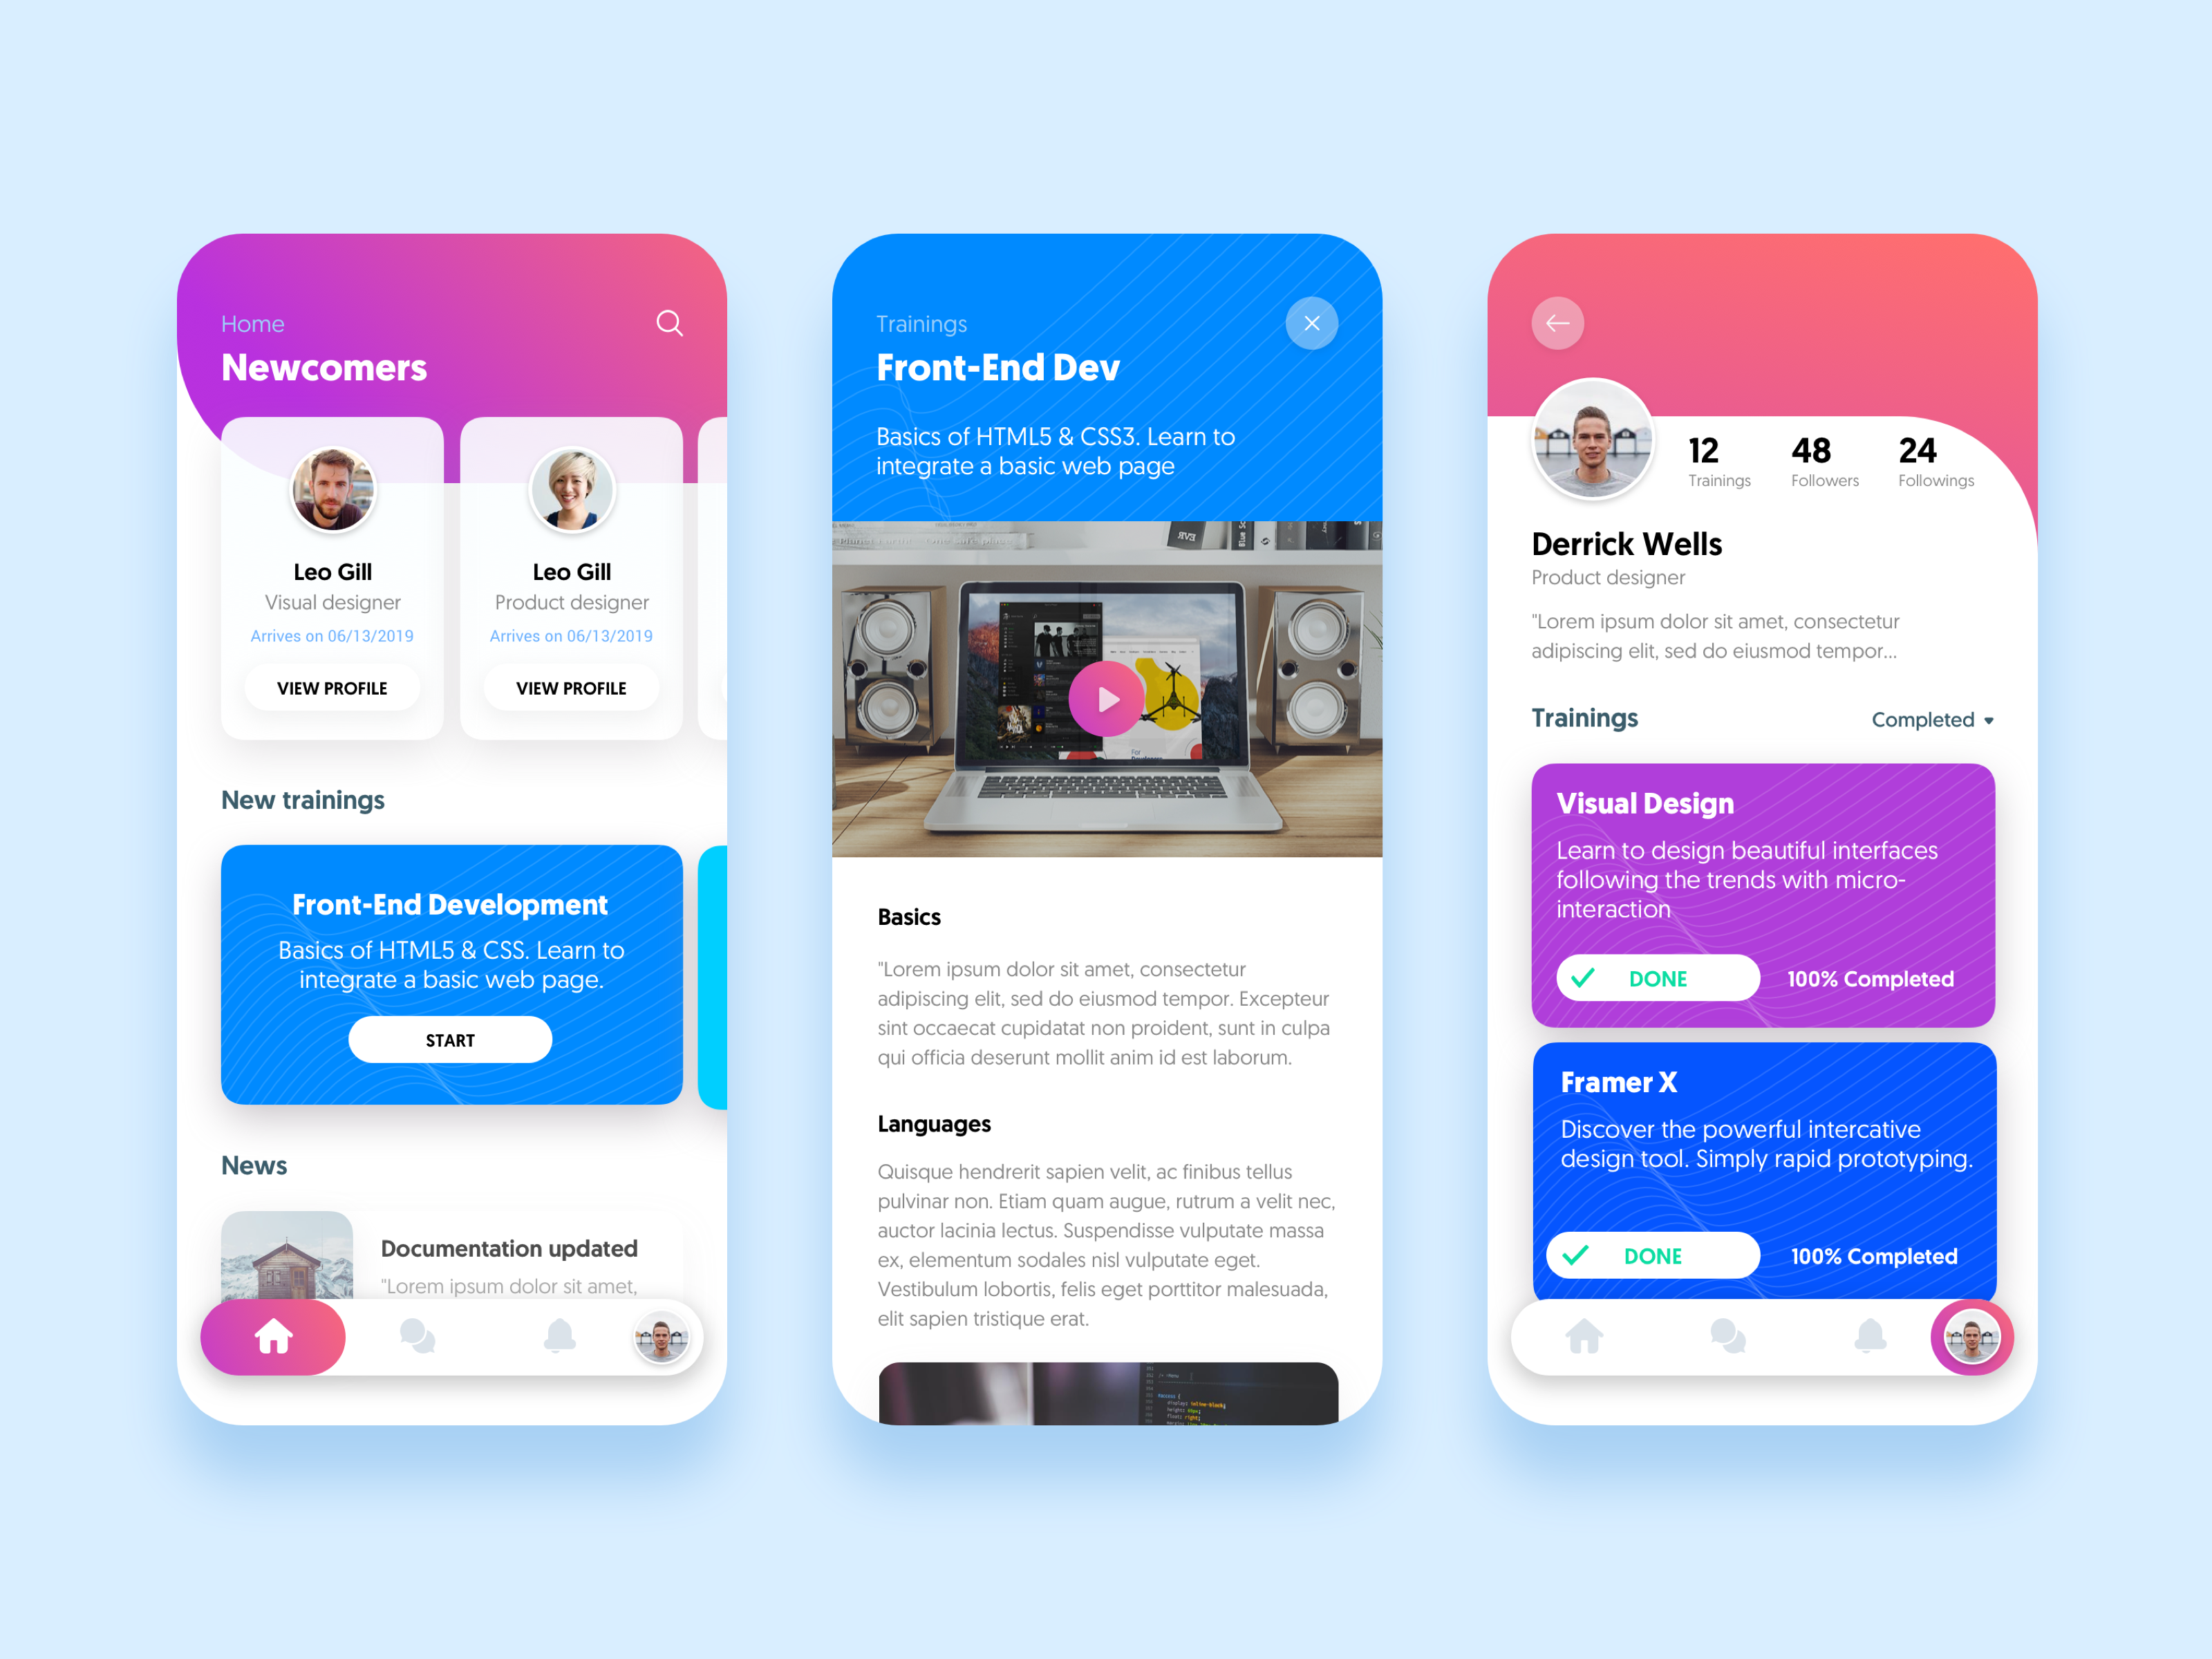 Home
Newcomers
Leo Gill
Visual designer
Arrives on 06/13/2019
VIEW PROFILE
Leo Gill
Product designer
Arrives on 06/13/2019
VIEW PROFILE
New trainings
Front-End Development
Basics of HTML5 & CSS. Learn to
integrate a basic web page.
START
News
Documentation updated
"Lorem ipsum dolor sit amet,
Trainings
Front-End Dev
Basics of HTML5 & CSS3. Learn to
integrate a basic web page
Basics
"Lorem ipsum dolor sit amet, consectetur
adipiscing elit, sed do eiusmod tempor. Excepteur
sint occaecat cupidatat non proident, sunt in culpa
qui officia deserunt mollit anim id est laborum.
Languages
Quisque hendrerit sapien velit, ac finibus tellus
pulvinar non. Etiam quam augue, rutrum a velit nec,
auctor lacinia lectus. Suspendisse vulputate massa
ex, elementum sodales nisl vulputate eget.
Vestibulum lobortis, felis eget porttitor malesuada,
elit sapien tristique erat.
12
Trainings
48
Followers
24
Followings
Derrick Wells
Product designer
"Lorem ipsum dolor sit amet, consectetur
adipiscing elit, sed do eiusmod tempor...
Trainings
Completed
Visual Design
Learn to design beautiful interfaces
following the trends with micro-
interaction
DONE
100% Completed
Framer X
Discover the powerful intercative
design tool. Simply rapid prototyping.
DONE
100% Completed